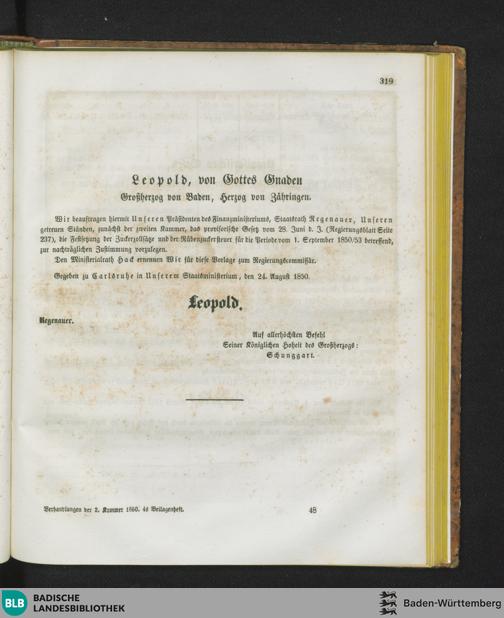 319
Leopold, von Gottes Gnaden
Großherzog von Baden, Herzog von Zähringen.
Wir beauftragen hiermit Unseren Präsidenten des Finanzministeriums, Staatsrath Regenauer, Unseren
getreuen Ständen, zunächst der zweiten Kammer, das provisorische Gesetz vom 28. Juni d. J. (Regierungsblatt Seite
237), die Festsetzung der Zuckerzollsätze und der Rübenzuckersteuer für die Periode vom 1. September 1850/53 betreffend,
zur nachträglichen Zustimmung vorzulegen.
Den Ministerialrath Hack ernennen Wir für diese Vorlage zum Regierungscommissär.
Gegeben zu Carlsruhe in Unserem Staatsministerium, den 24. August 1850.
Leopold.
Regenauer.
Auf allerhöchsten Befehl
Seiner Königlichen Hoheit des Großherzogs:
Schunggart.
Verhandlungen der 2. Kammer 1850. 4s Beilagenheft.
48
BLB BADISCHE
LANDESBIBLIOTHEK
Baden-Württemberg